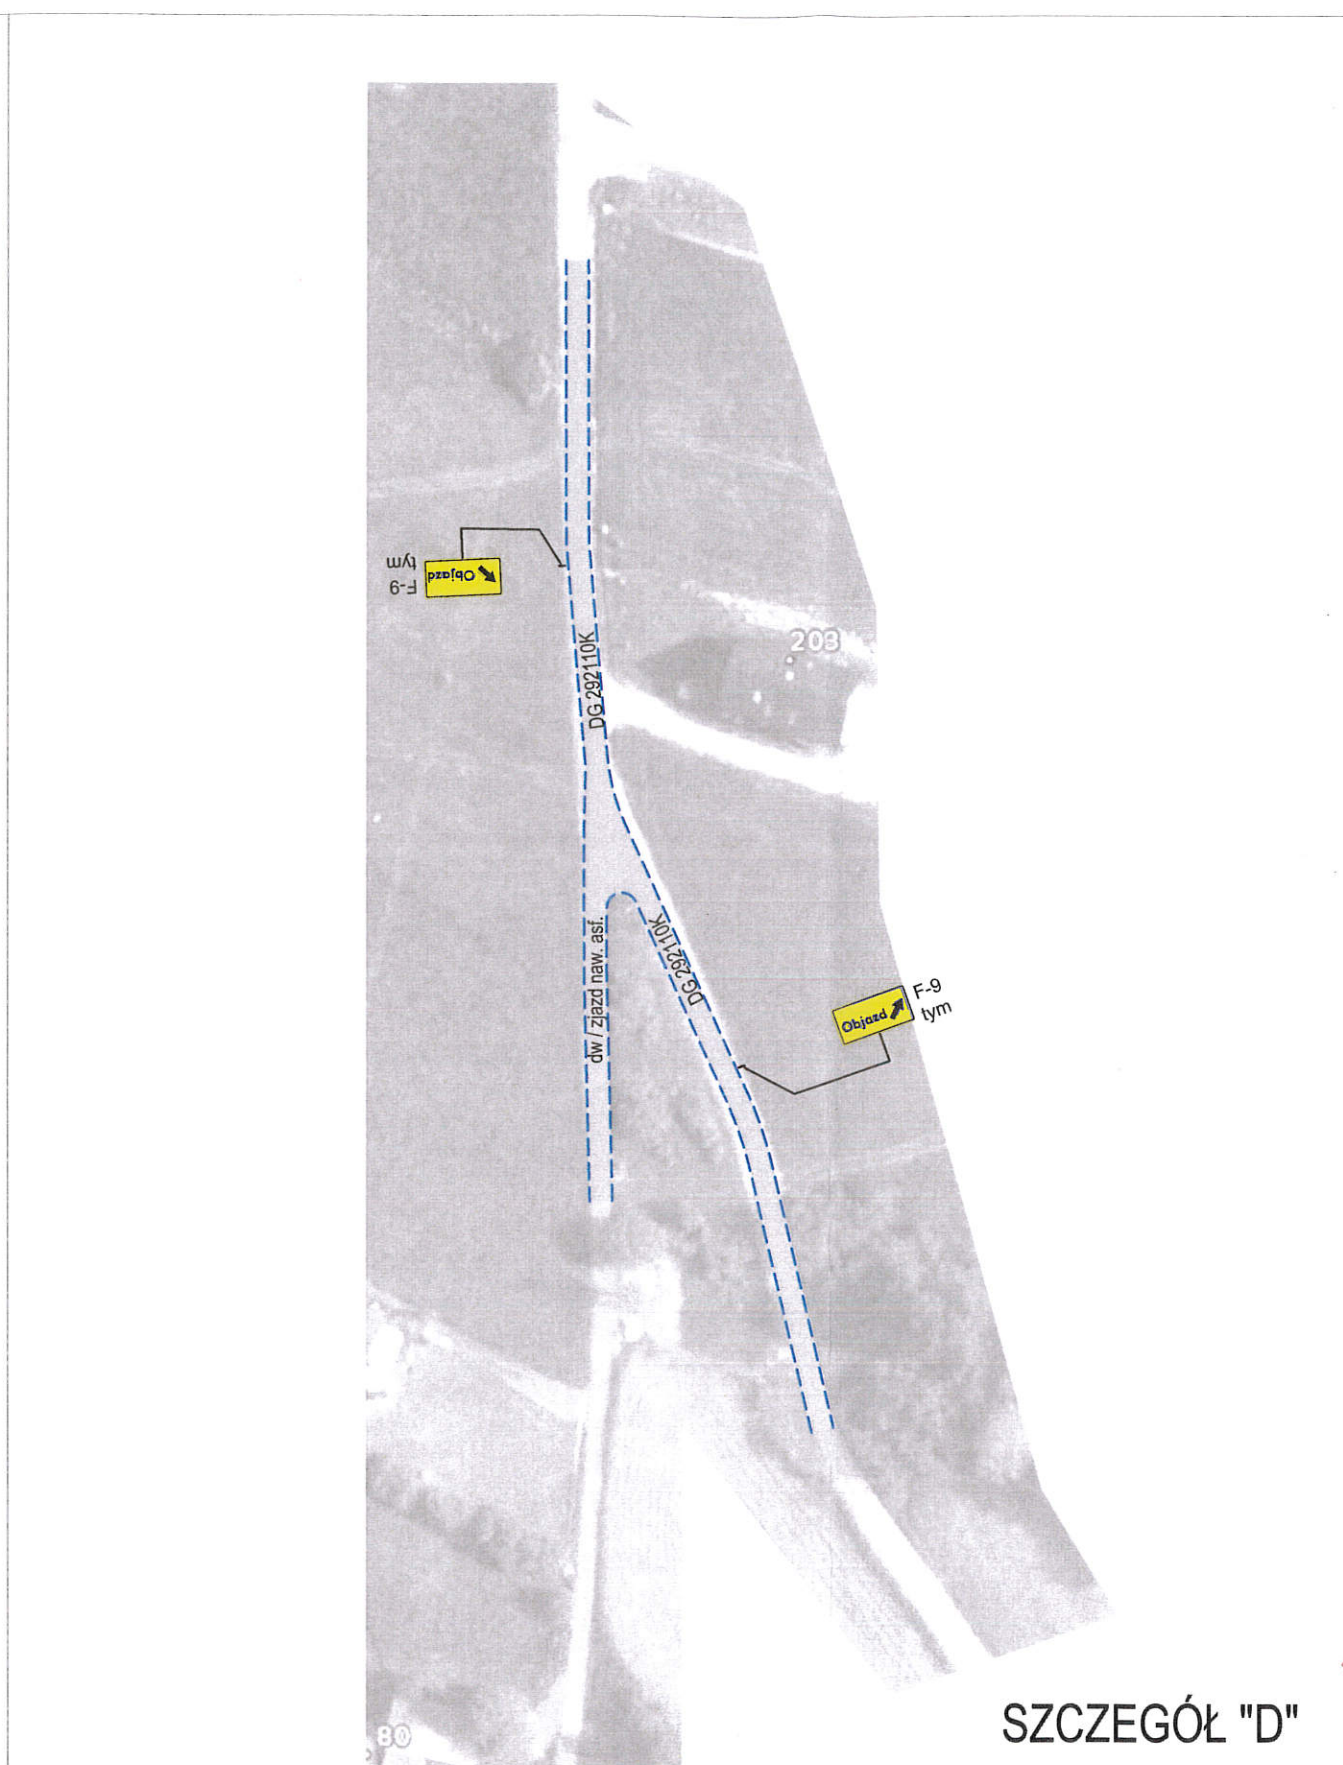 F-9
tym
Objazd
203
DG 292110K
dw / zjazd naw. asf.
DG 292110K
Objazd
F-9
tym
SZCZEGÓŁ "D"
80